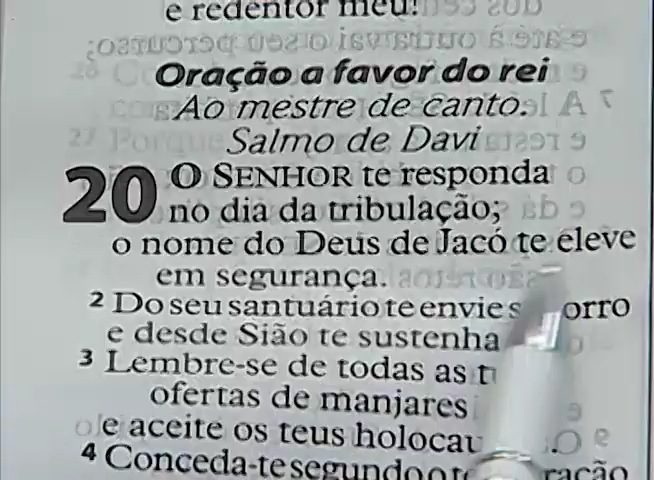 e redentor meu!
Oração a favor do rei
Ao mestre de canto.
Salmo de Davi
20 O SENHOR te responda
no dia da tribulação;
o nome do Deus de Jacó te eleve
em segurança.
2 Do seu santuário te envie orro
e desde Sião te sustenha
3 Lembre-se de todas as t
ofertas de manjares
e aceite os teus holocau
4 Conceda-te segundo o te ração